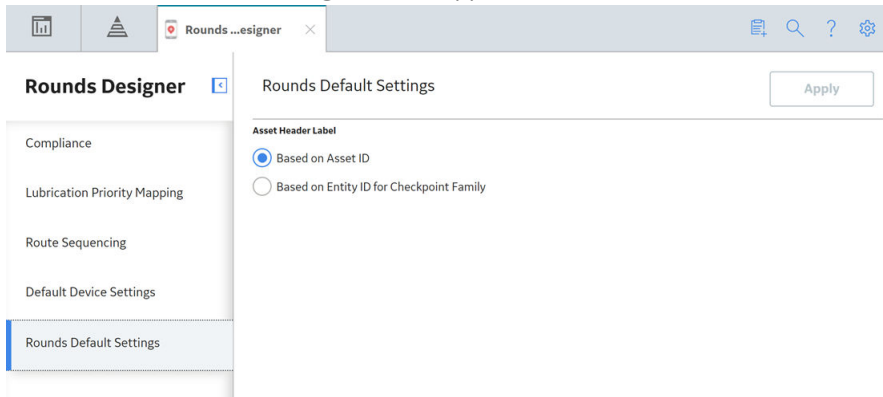 Rounds ...esigner
Rounds Designer
Compliance
Lubrication Priority Mapping
Route Sequencing
Default Device Settings
Rounds Default Settings
Rounds Default Settings
Apply
Asset Header Label
Based on Asset ID
Based on Entity ID for Checkpoint Family